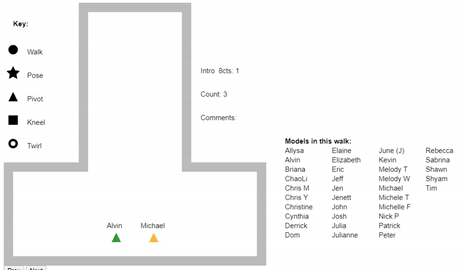 Key:
Walk
Pose
Pivot
Kneel
Twirl
Intro 8cts: 1
Count: 3
Comments:
Alvin Michael
Models in this walk:
Allysa Elaine June (J) Rebecca
Alvin Elizabeth Kevin Sabrina
Briana Eric Melody T Shawn
ChaoLi Jeff Melody W Shyam
Chris M Jen Michael Tim
Chris Y Jenett Michele T
Christine John Michelle F
Cynthia Josh Nick P
Derrick Julia Patrick
Dom Julianne Peter
Prev Next